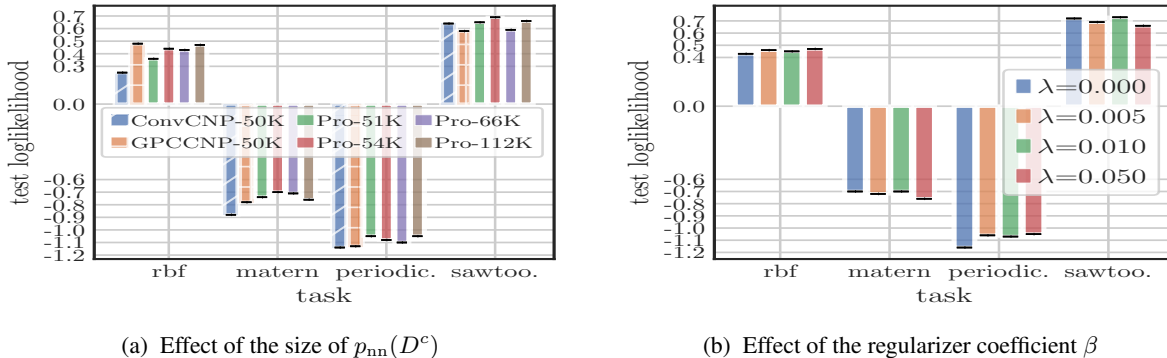 0.7
0.6
0.5
0.4
0.3
0.0
-0.6
-0.7
-0.8
-0.9
-1.0
-1.1
-1.2
test loglikelihood
ConvCNP-50K Pro-51K Pro-66K
GPCCNP-50K Pro-54K Pro-112K
rbf matern periodic. sawtoo.
task
(a) Effect of the size of pnn(D^c)
0.7
0.6
0.5
0.4
0.0
-0.6
-0.7
-0.8
-0.9
-1.0
-1.1
-1.2
test loglikelihood
λ=0.000
λ=0.005
λ=0.010
λ=0.050
rbf matern periodic. sawtoo.
task
(b) Effect of the regularizer coefficient β